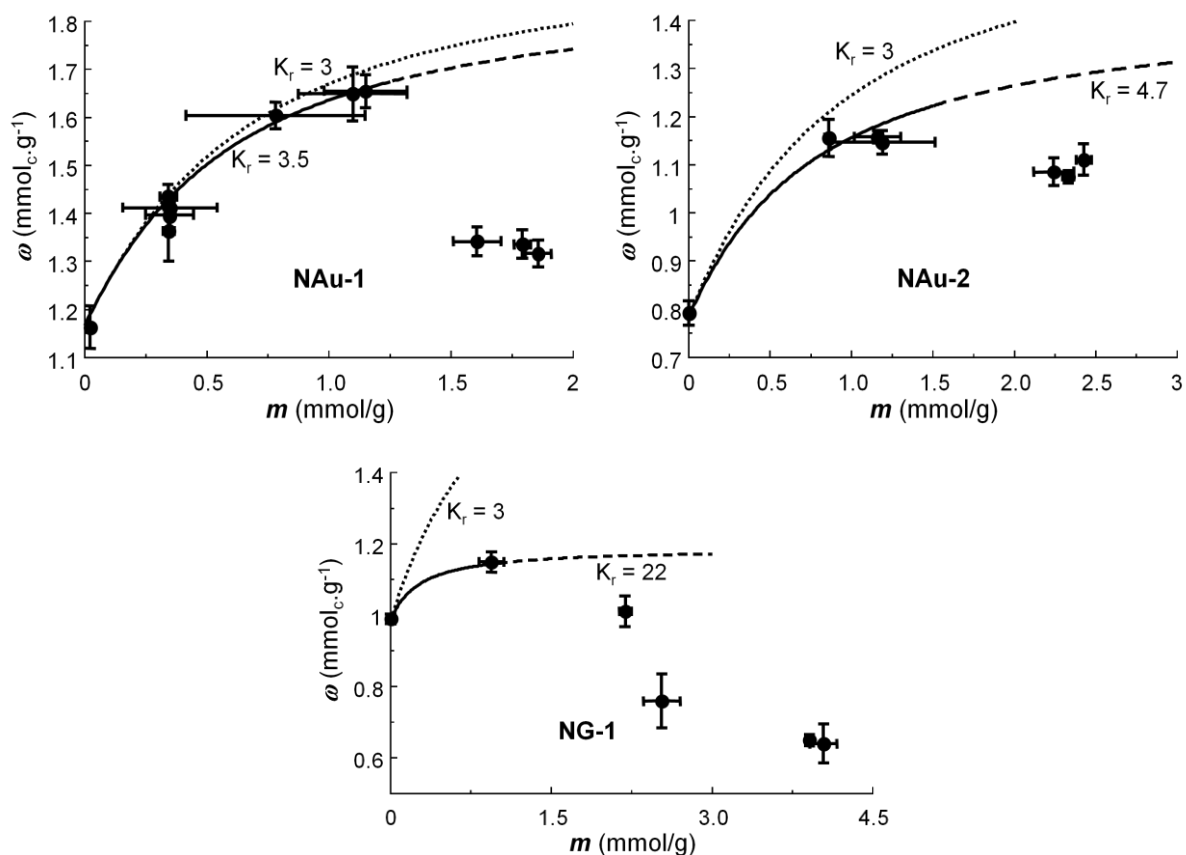 1.8
1.7
1.6
1.5
1.4
1.3
1.2
1.1
ω (mmolc.g-1)
Kr = 3
Kr = 3.5
NAu-1
0 0.5 1.0 1.5 2
m (mmol/g)
1.4
1.3
1.2
1.1
1.0
0.9
0.8
0.7
ω (mmolc.g-1)
Kr = 3
Kr = 4.7
NAu-2
0 0.5 1.0 1.5 2.0 2.5 3
m (mmol/g)
1.4
1.2
1
0.8
0.6
ω (mmolc.g-1)
Kr = 3
Kr = 22
NG-1
0 1.5 3.0 4.5
m (mmol/g)